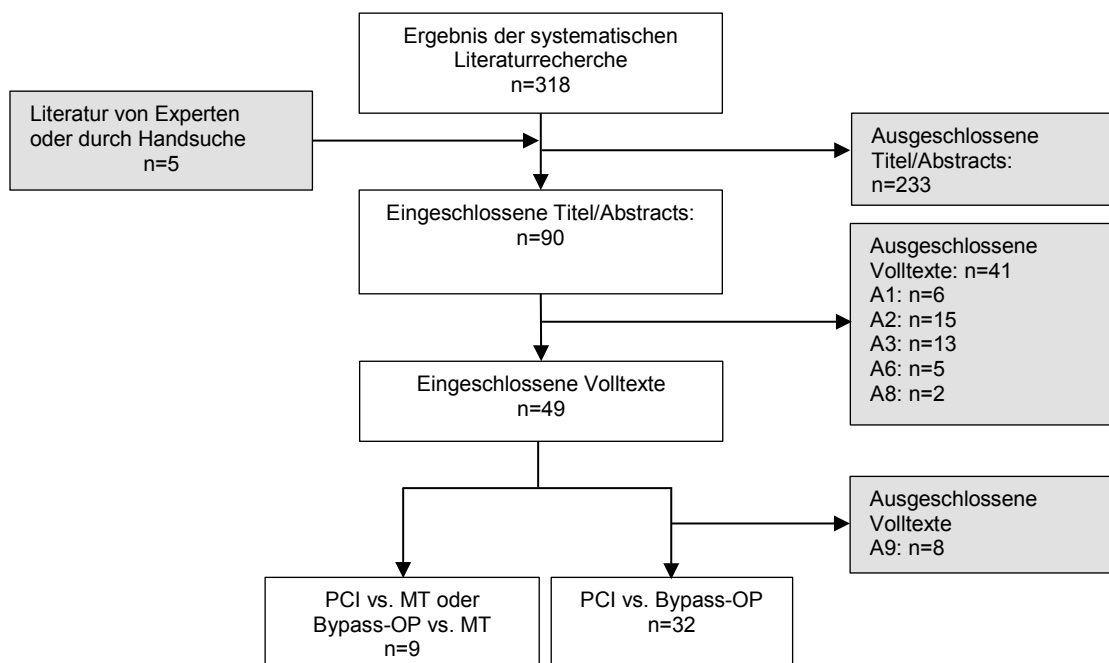 Ergebnis der systematischen
Literaturrecherche
n=318
Literatur von Experten
oder durch Handsuche
n=5
Ausgeschlossene
Titel/Abstracts:
n=233
Eingeschlossene Titel/Abstracts:
n=90
Ausgeschlossene
Volltexte: n=41
A1: n=6
A2: n=15
A3: n=13
A6: n=5
A8: n=2
Eingeschlossene Volltexte
n=49
Ausgeschlossene
Volltexte
A9: n=8
PCI vs. MT oder
Bypass-OP vs. MT
n=9
PCI vs. Bypass-OP
n=32